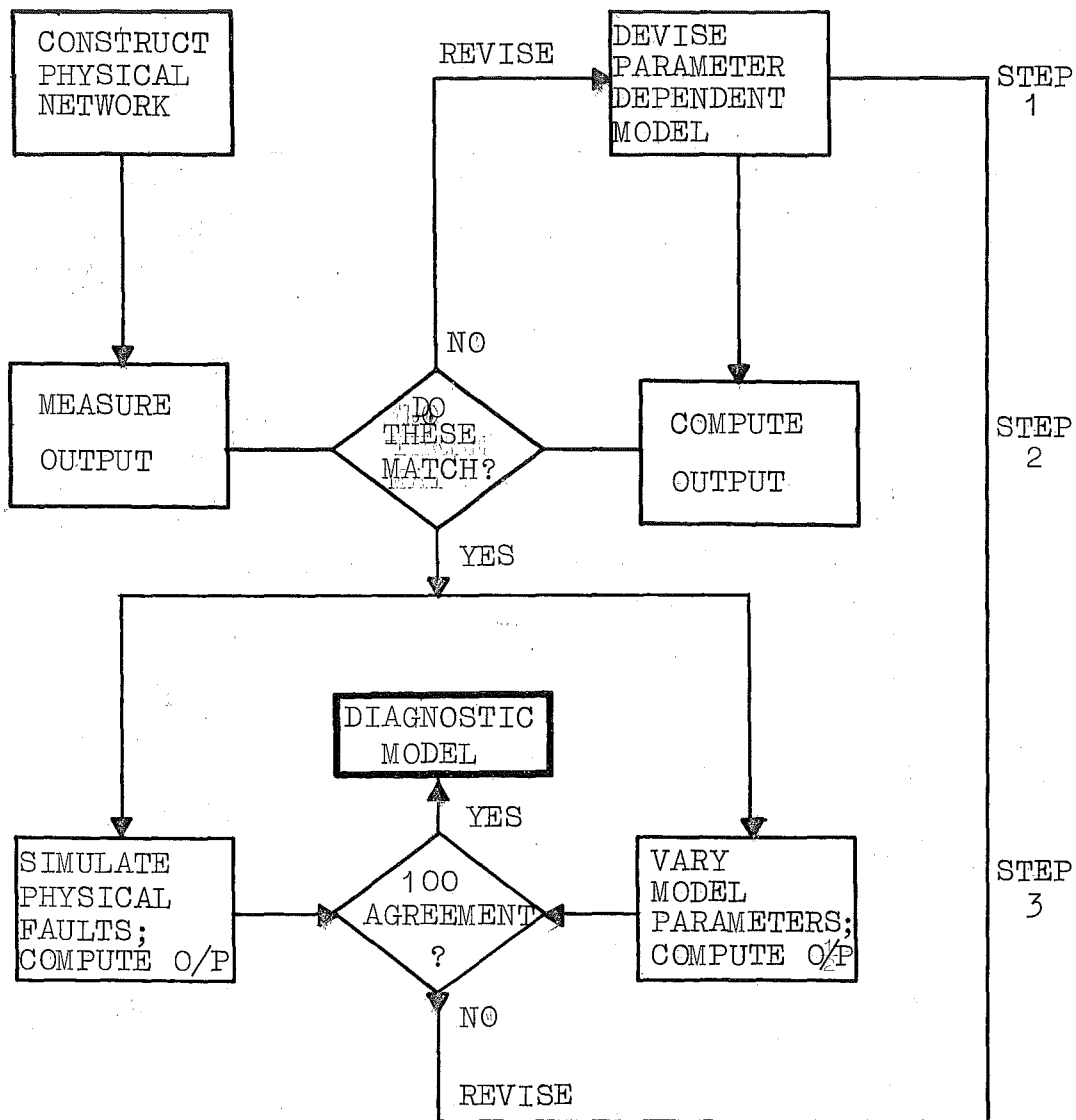 CONSTRUCT
PHYSICAL
NETWORK
REVISE
DEVISE
PARAMETER
DEPENDENT
MODEL
STEP
1
NO
MEASURE
OUTPUT
DO
THESE
MATCH?
COMPUTE
OUTPUT
STEP
2
YES
DIAGNOSTIC
MODEL
YES
SIMULATE
PHYSICAL
FAULTS;
COMPUTE O/P
100
AGREEMENT
?
VARY
MODEL
PARAMETERS;
COMPUTE O/P
STEP
3
NO
REVISE